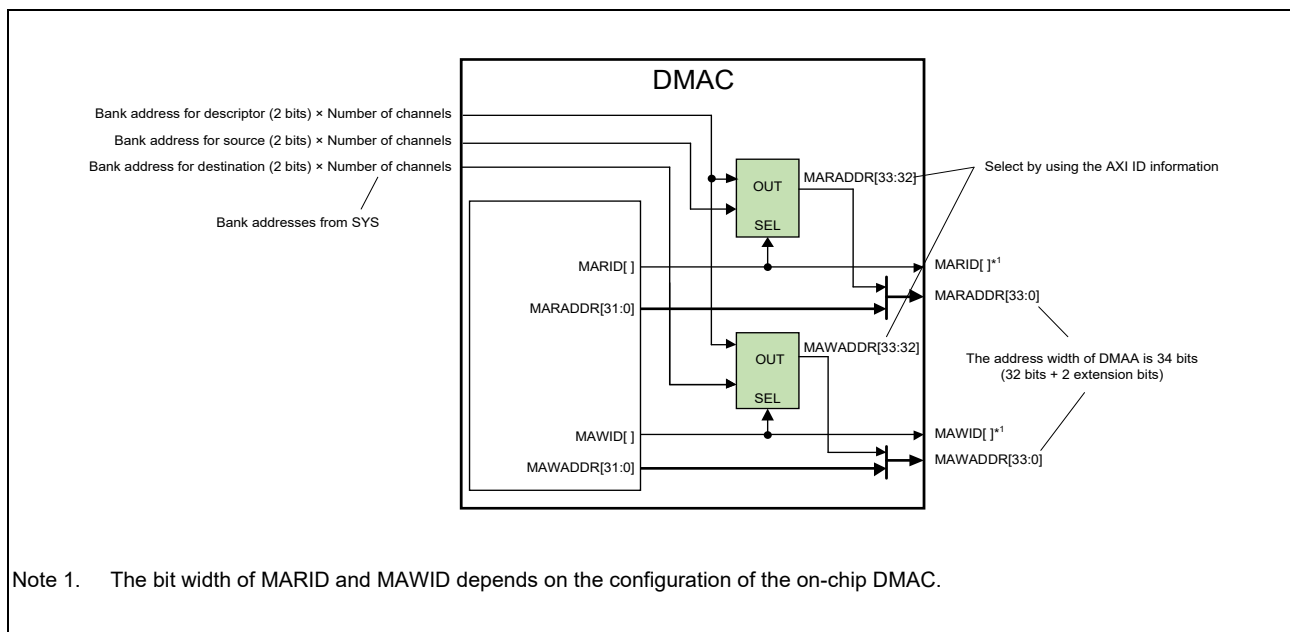 DMAC
Bank address for descriptor (2 bits) × Number of channels
Bank address for source (2 bits) × Number of channels
Bank address for destination (2 bits) × Number of channels
Bank addresses from SYS
OUT
SEL
MARADDR[33:32]
Select by using the AXI ID information
MARID[ ]
MARID[ ]*1
MARADDR[31:0]
MARADDR[33:0]
OUT
SEL
MAWADDR[33:32]
The address width of DMAA is 34 bits
(32 bits + 2 extension bits)
MAWID[ ]
MAWID[ ]*1
MAWADDR[31:0]
MAWADDR[33:0]
Note 1. The bit width of MARID and MAWID depends on the configuration of the on-chip DMAC.